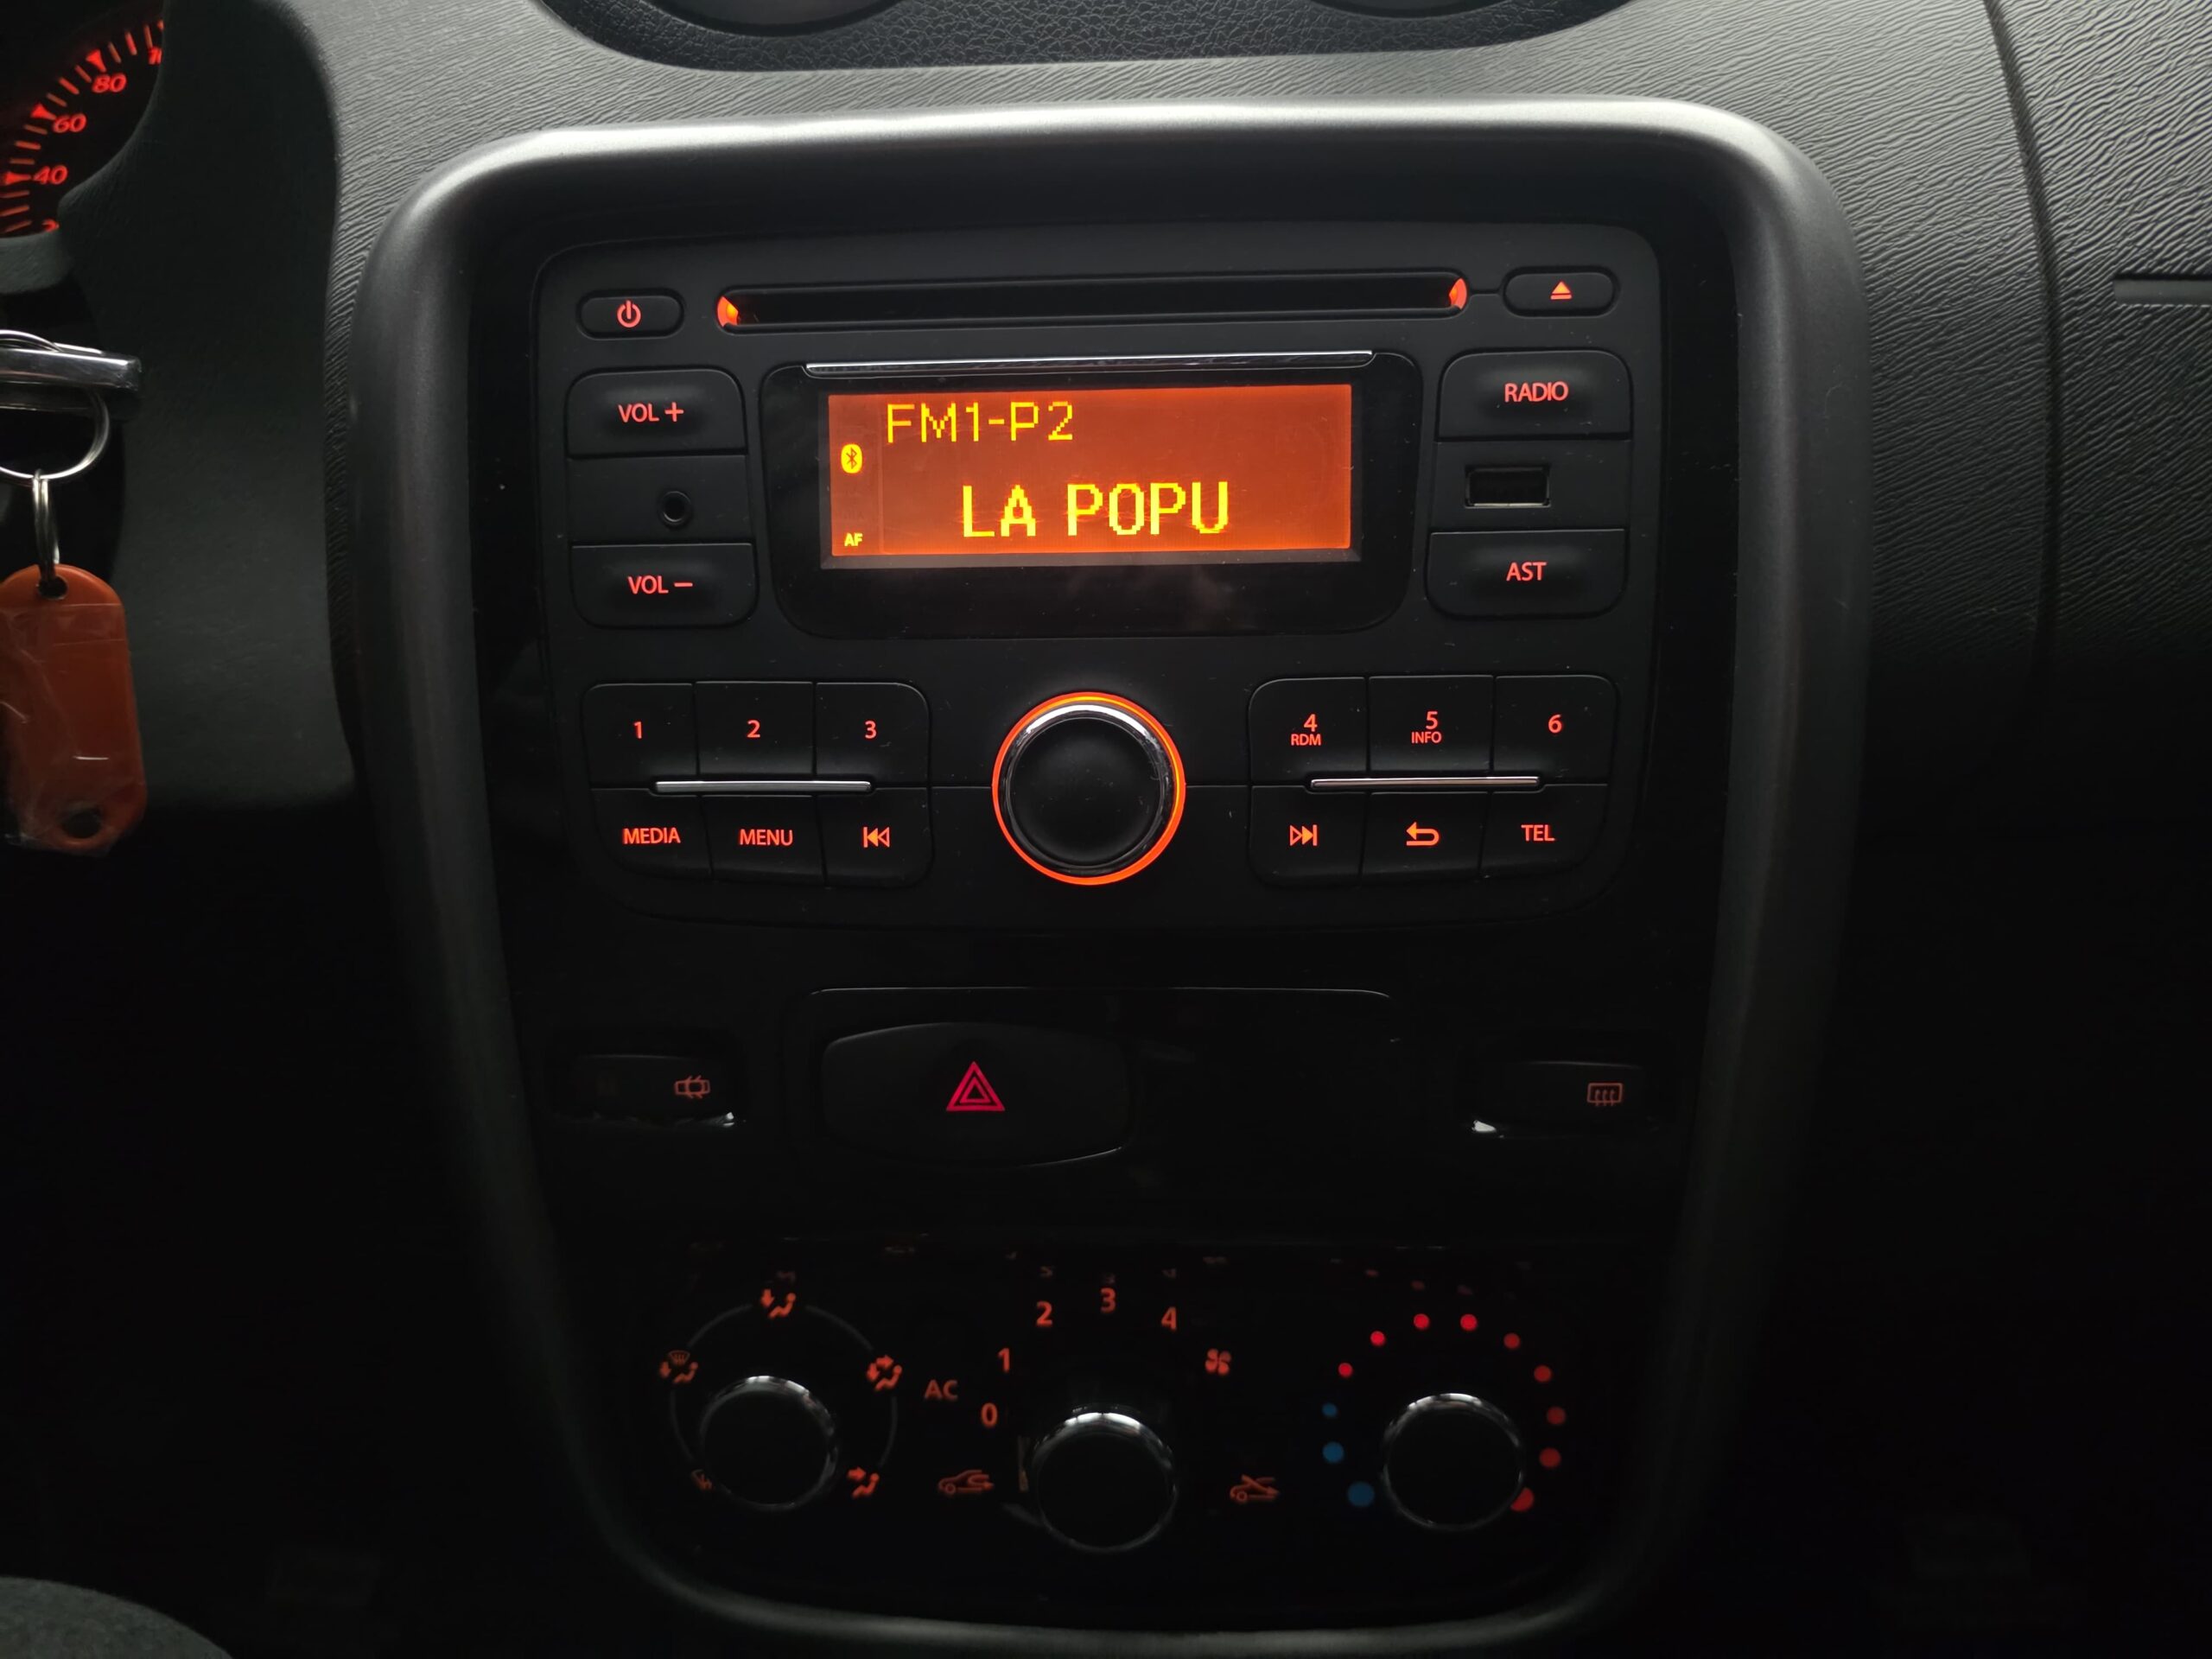 80
60
40
VOL +
FM1-P2
RADIO
LA POPU
AF
VOL −
AST
1
2
3
4
RDM
5
INFO
6
MEDIA
MENU
TEL
2
3
4
1
AC
0